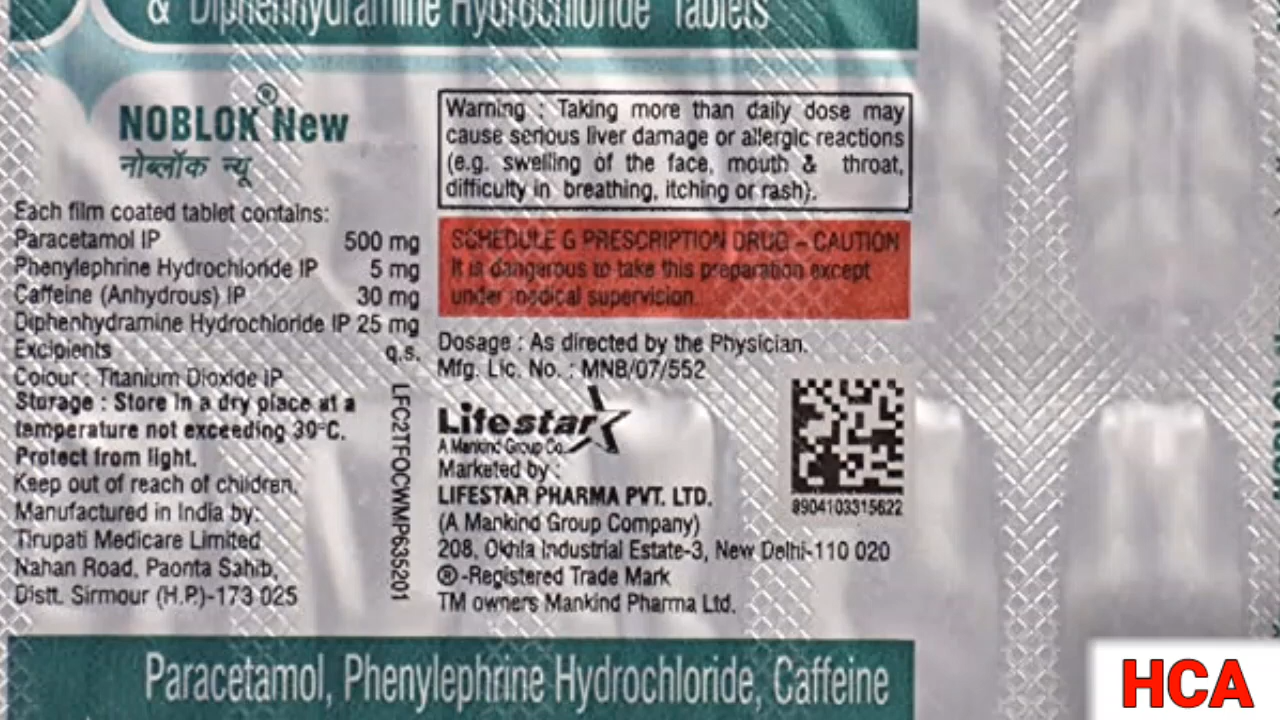 & Diphenhydramine Hydrochloride Tablets
NOBLOK® New
नोब्लॉक न्यू
Each film coated tablet contains:
Paracetamol IP 500 mg
Phenylephrine Hydrochloride IP 5 mg
Caffeine (Anhydrous) IP 30 mg
Diphenhydramine Hydrochloride IP 25 mg
Excipients q.s.
Colour : Titanium Dioxide IP
Storage : Store in a dry place at a
temperature not exceeding 30°C.
Protect from light.
Keep out of reach of children.
Manufactured in India by:
Tirupati Medicare Limited
Nahan Road, Paonta Sahib,
Distt. Sirmour (H.P.)-173 025
LFC2TFOCWMP635201
Warning : Taking more than daily dose may
cause serious liver damage or allergic reactions
(e.g. swelling of the face, mouth & throat,
difficulty in breathing, itching or rash).
SCHEDULE G PRESCRIPTION DRUG – CAUTION
It is dangerous to take this preparation except
under medical supervision.
Dosage : As directed by the Physician.
Mfg. Lic. No. : MNB/07/552
Lifestar
A Mankind Group Co.
Marketed by :
LIFESTAR PHARMA PVT. LTD.
(A Mankind Group Company)
208, Okhla Industrial Estate-3, New Delhi-110 020
®-Registered Trade Mark
TM owners Mankind Pharma Ltd.
8904103315622
Paracetamol, Phenylephrine Hydrochloride, Caffeine
HCA